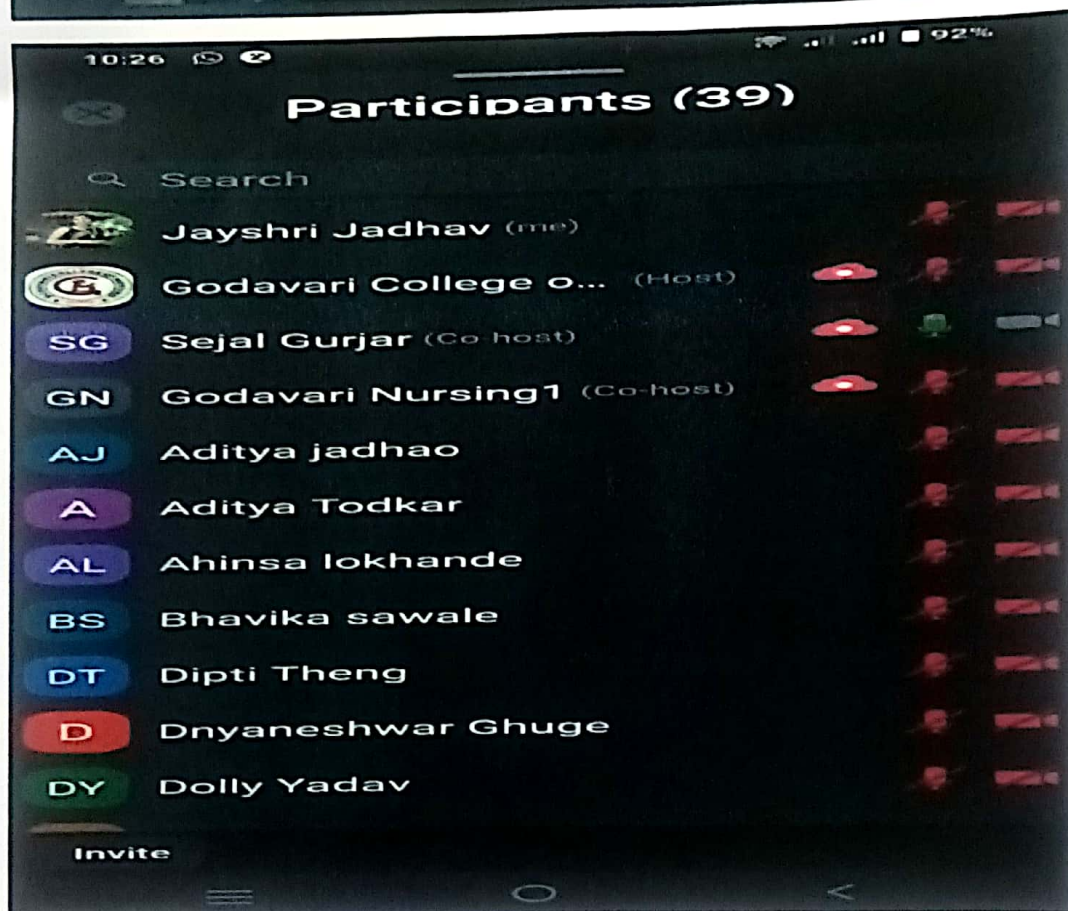 10:26 92%
Participants (39)
Search
Jayshri Jadhav (me)
Godavari College o... (Host)
SG Sejal Gurjar (Co-host)
GN Godavari Nursing1 (Co-host)
AJ Aditya jadhao
A Aditya Todkar
AL Ahinsa lokhande
BS Bhavika sawale
DT Dipti Theng
D Dnyaneshwar Ghuge
DY Dolly Yadav
Invite